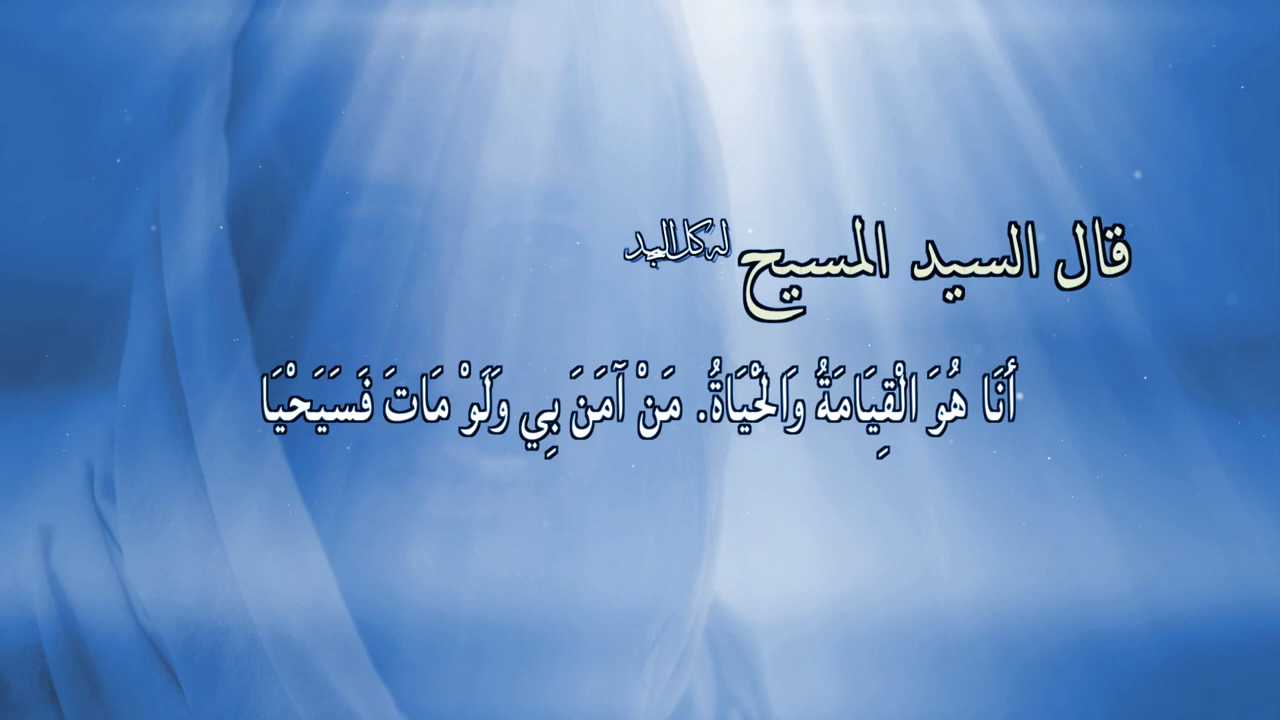 قال السيد المسيح له كل المجد
أَنَا هُوَ الْقِيَامَةُ وَالْحَيَاةُ. مَنْ آمَنَ بِي وَلَوْ مَاتَ فَسَيَحْيَا